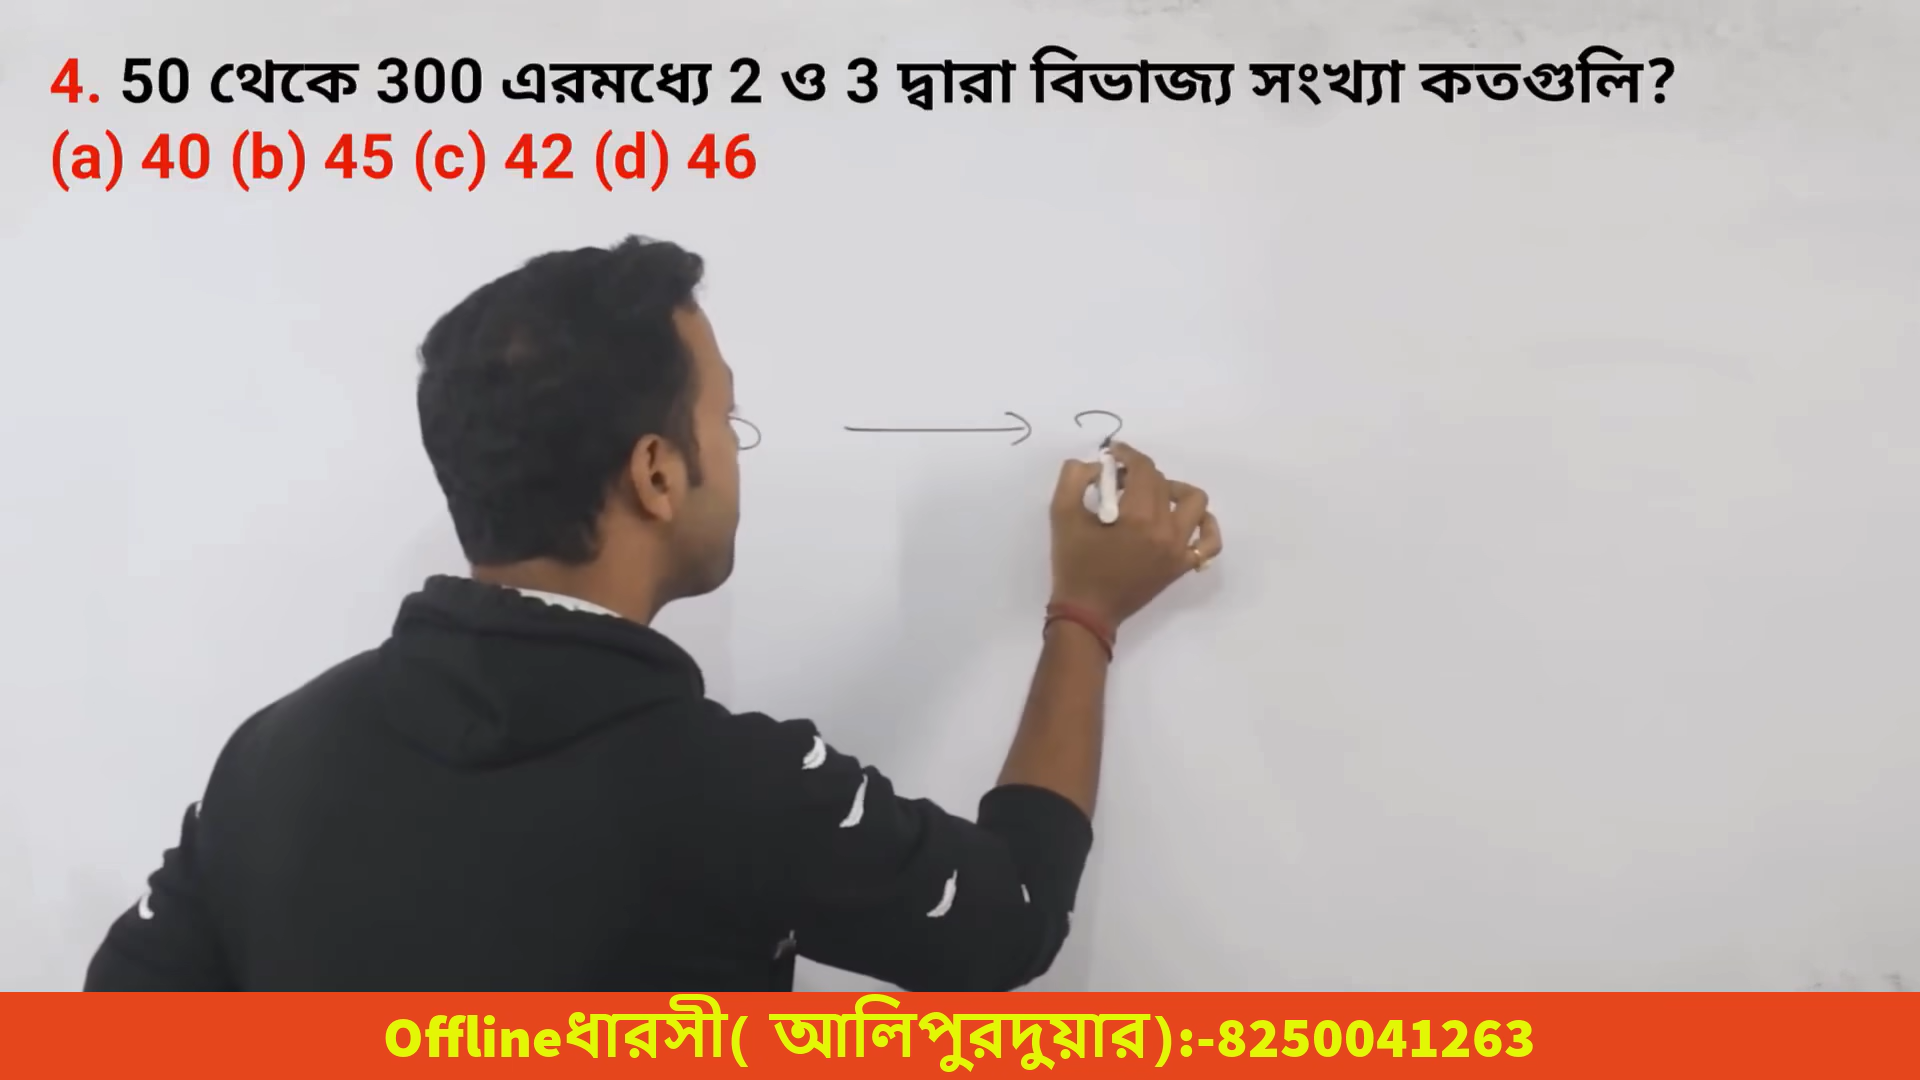 4. 50 থেকে 300 এরমধ্যে 2 ও 3 দ্বারা বিভাজ্য সংখ্যা কতগুলি?
(a) 40 (b) 45 (c) 42 (d) 46
Offlineধারসী( আলিপুরদুয়ার):-8250041263